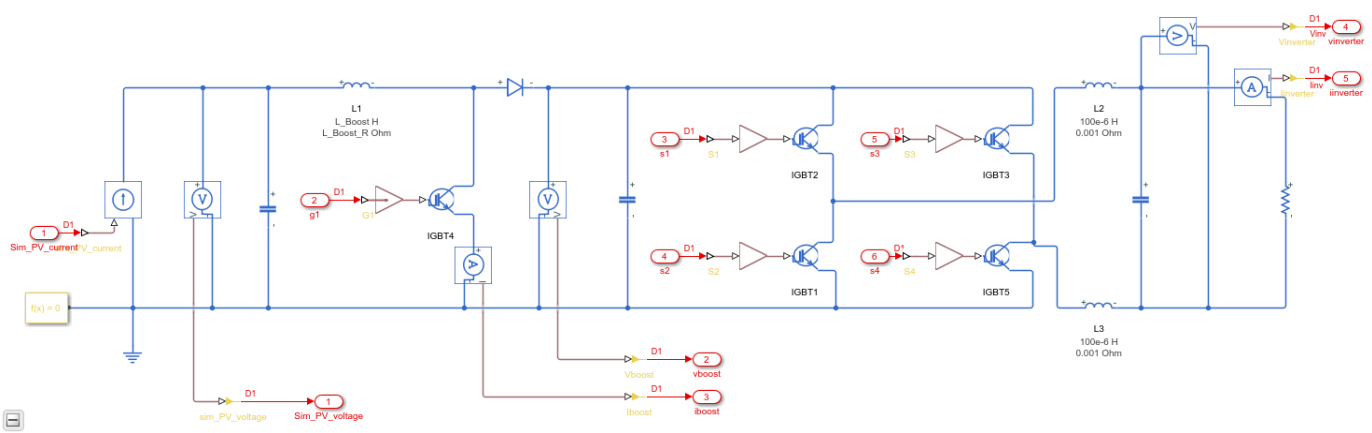 D1
4
Vinv
vinverter
Vinverter
D1
5
Iinv
iinverter
Iinverter
V
A
L1
L_Boost H
L_Boost_R Ohm
L2
100e-6 H
0.001 Ohm
3
D1
s1
S1
IGBT2
5
D1
s3
S3
IGBT3
2
D1
g1
G1
IGBT4
V
V
A
1
D1
Sim_PV_current
4
D1
s2
S2
IGBT1
6
D1
s4
S4
IGBT5
f(x) = 0
L3
100e-6 H
0.001 Ohm
D1
2
Vboost
vboost
D1
3
Iboost
iboost
D1
1
sim_PV_voltage
Sim_PV_voltage